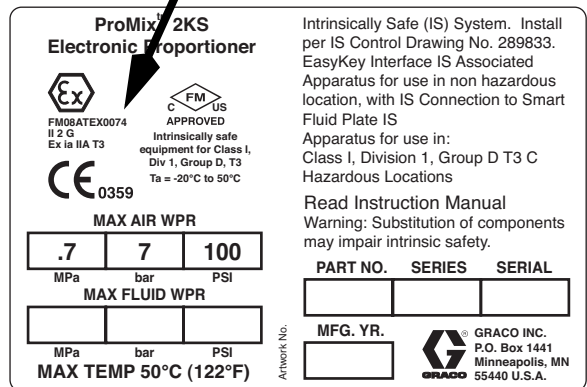 ProMix™ 2KS
Electronic Proportioner
Ex
FM08ATEX0074
II 2 G
Ex ia IIA T3
CE 0359
C FM US
APPROVED
Intrinsically safe
equipment for Class I,
Div 1, Group D, T3
Ta = -20°C to 50°C
MAX AIR WPR
.7 7 100
MPa bar PSI
MAX FLUID WPR
MPa bar PSI
MAX TEMP 50°C (122°F)
Intrinsically Safe (IS) System. Install
per IS Control Drawing No. 289833.
EasyKey Interface IS Associated
Apparatus for use in non hazardous
location, with IS Connection to Smart
Fluid Plate IS
Apparatus for use in:
Class I, Division 1, Group D T3 C
Hazardous Locations
Read Instruction Manual
Warning: Substitution of components
may impair intrinsic safety.
PART NO. SERIES SERIAL
MFG. YR.
Artwork No.
GRACO
®
GRACO INC.
P.O. Box 1441
Minneapolis, MN
55440 U.S.A.